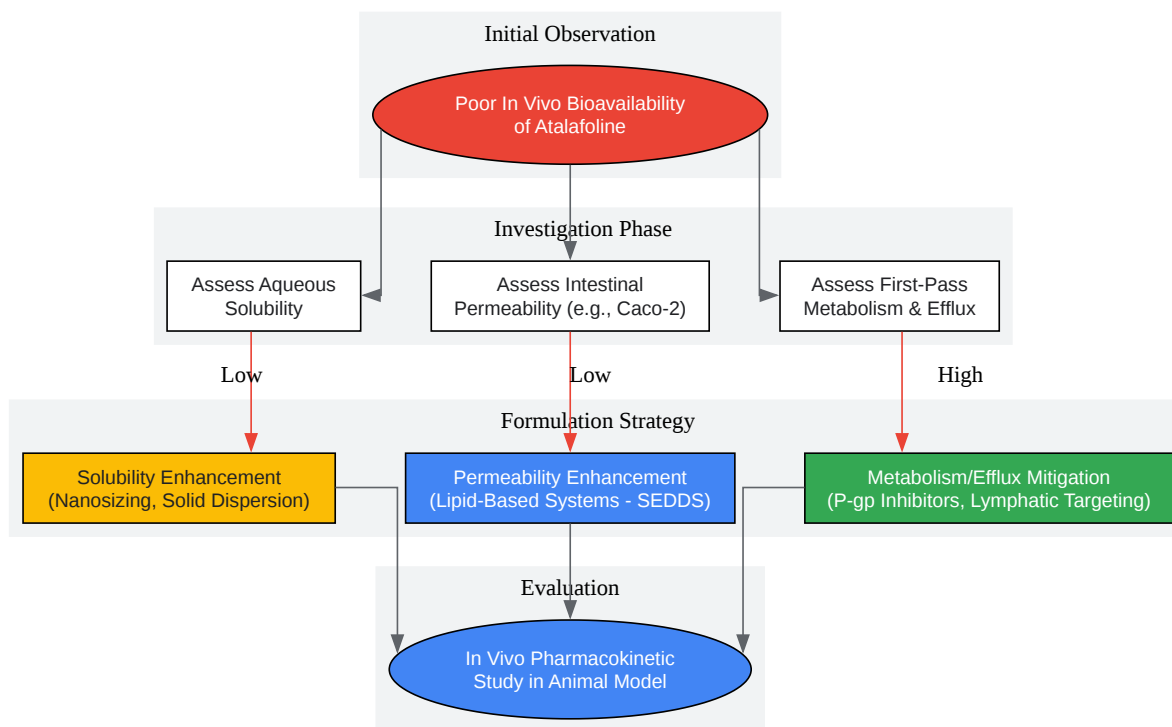 Initial Observation
Poor In Vivo Bioavailability
of Atalafoline
Investigation Phase
Assess Aqueous
Solubility
Assess Intestinal
Permeability (e.g., Caco-2)
Assess First-Pass
Metabolism & Efflux
Low
Low
High
Formulation Strategy
Solubility Enhancement
(Nanosizing, Solid Dispersion)
Permeability Enhancement
(Lipid-Based Systems - SEDDS)
Metabolism/Efflux Mitigation
(P-gp Inhibitors, Lymphatic Targeting)
Evaluation
In Vivo Pharmacokinetic
Study in Animal Model